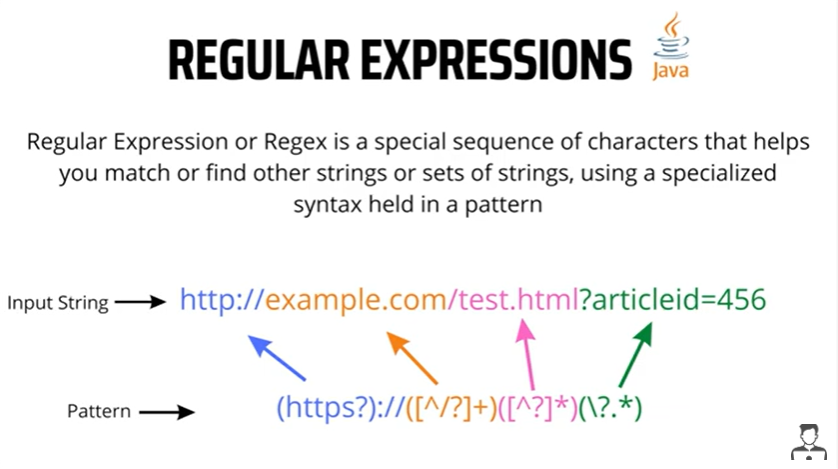 REGULAR EXPRESSIONS
Java
Regular Expression or Regex is a special sequence of characters that helps
you match or find other strings or sets of strings, using a specialized
syntax held in a pattern
Input String http://example.com/test.html?articleid=456
Pattern (https?)://([^/?]+)([^?]*)(\?.*)